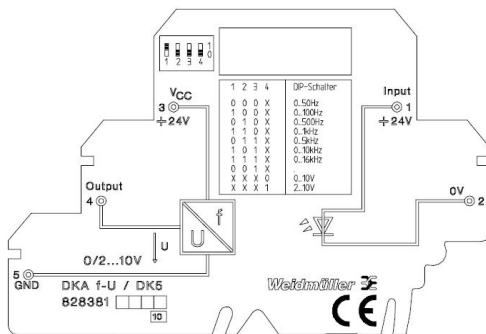 1
0
1 2 3 4
1 2 3 4 DIP-Schalter
0 0 0 X 0..50Hz
1 0 0 X 0..100Hz
0 1 0 X 0..500Hz
1 1 0 X 0..1kHz
0 0 1 X 0..5kHz
1 0 1 X 0..10kHz
1 1 1 X 0..16kHz
X X X 0 0..10V
X X X 1 2..10V
VCC
3
÷24V
Input
1
÷24V
Output
4
0V
2
f
U
U
0/2...10V
5
GND
DKA f-U / DK5
828381
10
Weidmüller
CE